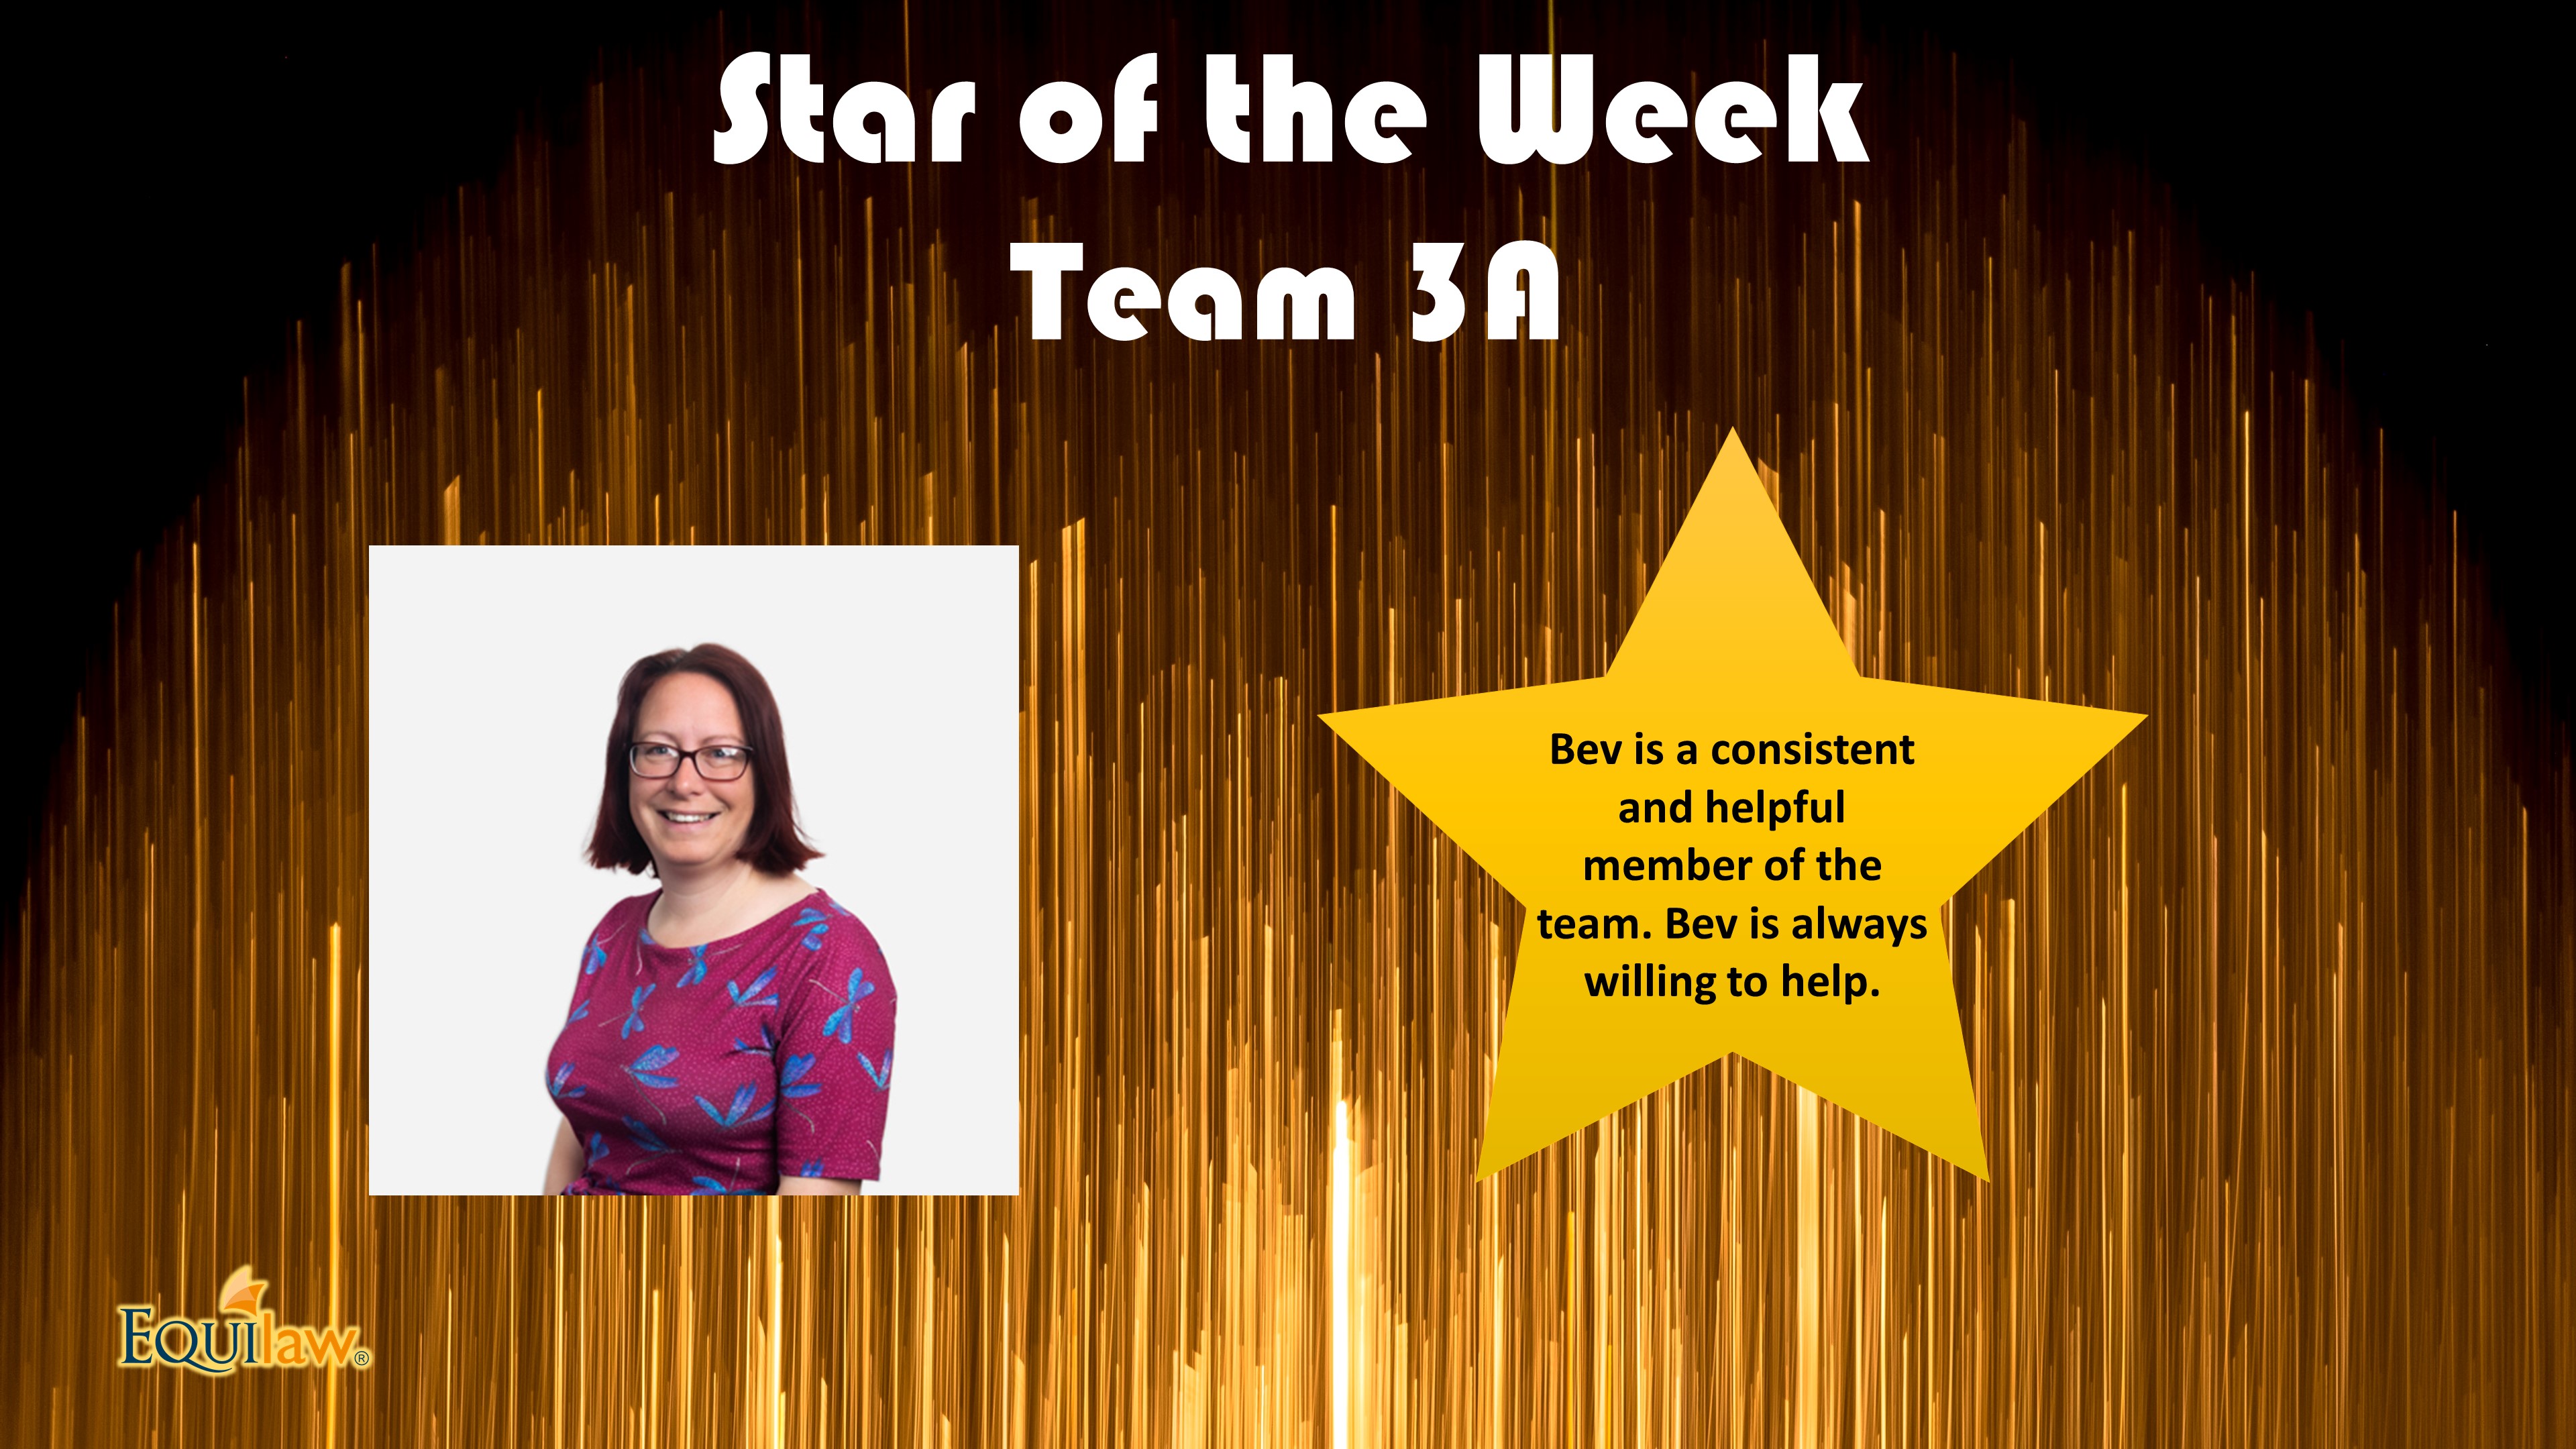 Star of the Week
Team 3A
Bev is a consistent
and helpful
member of the
team. Bev is always
willing to help.
EQUIlaw®